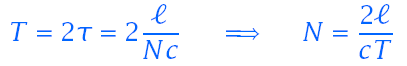 T = 2τ = 2 ℓ/(Nc) ⟹ N = 2ℓ/(cT)